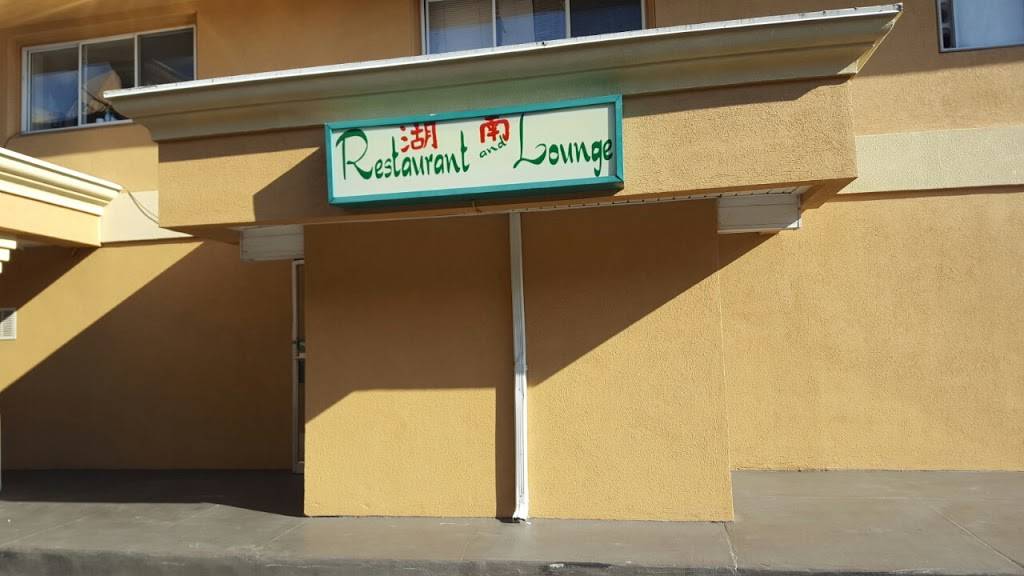 湖 南
Restaurant and Lounge